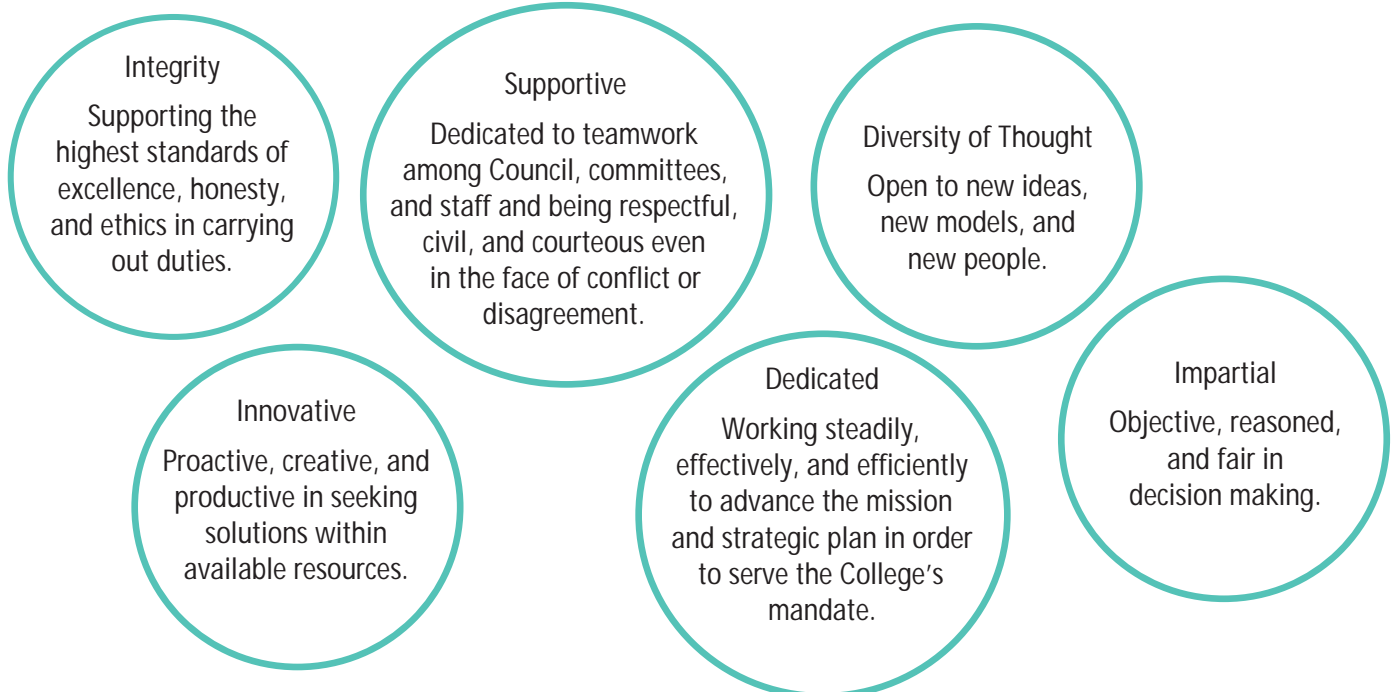 Integrity
Supporting the
highest standards of
excellence, honesty,
and ethics in carrying
out duties.
Supportive
Dedicated to teamwork
among Council, committees,
and staff and being respectful,
civil, and courteous even
in the face of conflict or
disagreement.
Diversity of Thought
Open to new ideas,
new models, and
new people.
Innovative
Proactive, creative, and
productive in seeking
solutions within
available resources.
Dedicated
Working steadily,
effectively, and efficiently
to advance the mission
and strategic plan in order
to serve the College’s
mandate.
Impartial
Objective, reasoned,
and fair in
decision making.